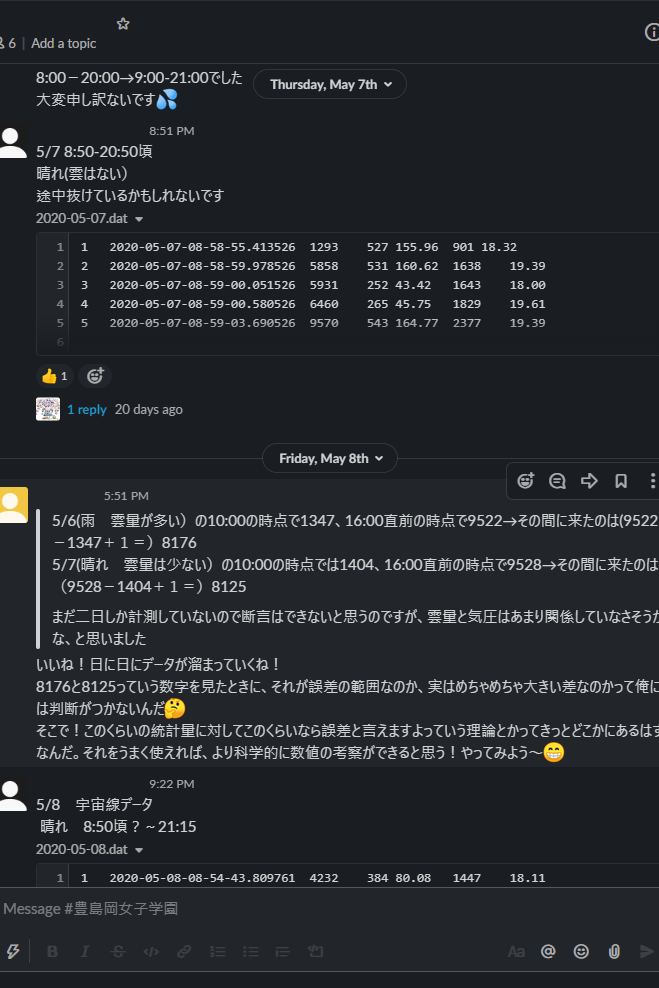 6 | Add a topic
8:00－20:00→9:00-21:00でした
Thursday, May 7th
大変申し訳ないです💦
8:51 PM
5/7 8:50-20:50頃
晴れ(雲はない）
途中抜けているかもしれないです
2020-05-07.dat
1 1 2020-05-07-08-58-55.413526 1293 527 155.96 901 18.32
2 2 2020-05-07-08-58-59.978526 5858 531 160.62 1638 19.39
3 3 2020-05-07-08-59-00.051526 5931 252 43.42 1643 18.00
4 4 2020-05-07-08-59-00.580526 6460 265 45.75 1829 19.61
5 5 2020-05-07-08-59-03.690526 9570 543 164.77 2377 19.39
6
👍 1
1 reply 20 days ago
Friday, May 8th
5:51 PM
5/6(雨　雲量が多い）の10:00の時点で1347、16:00直前の時点で9522→その間に来たのは(9522
－1347＋１＝）8176
5/7(晴れ　雲量は少ない）の10:00の時点では1404、16:00直前の時点で9528→その間に来たのは
（9528－1404＋１＝）8125
まだ二日しか計測していないので断言はできないと思うのですが、雲量と気圧はあまり関係していなさそうか
な、と思いました
いいね！日に日にデータが溜まっていくね！
8176と8125っていう数字を見たときに、それが誤差の範囲なのか、実はめちゃめちゃ大きい差なのかって俺に
は判断がつかないんだ🤔
そこで！このくらいの統計量に対してこのくらいなら誤差と言えますよっていう理論とかってきっとどこかにあるはず
なんだ。それをうまく使えれば、より科学的に数値の考察ができると思う！やってみよう～😁
9:22 PM
5/8　宇宙線データ
晴れ　8:50頃？～21:15
2020-05-08.dat
1 1 2020-05-08-08-54-43.809761 4232 384 80.08 1447 18.11
Message #豊島岡女子学園
B I S </> Aa @